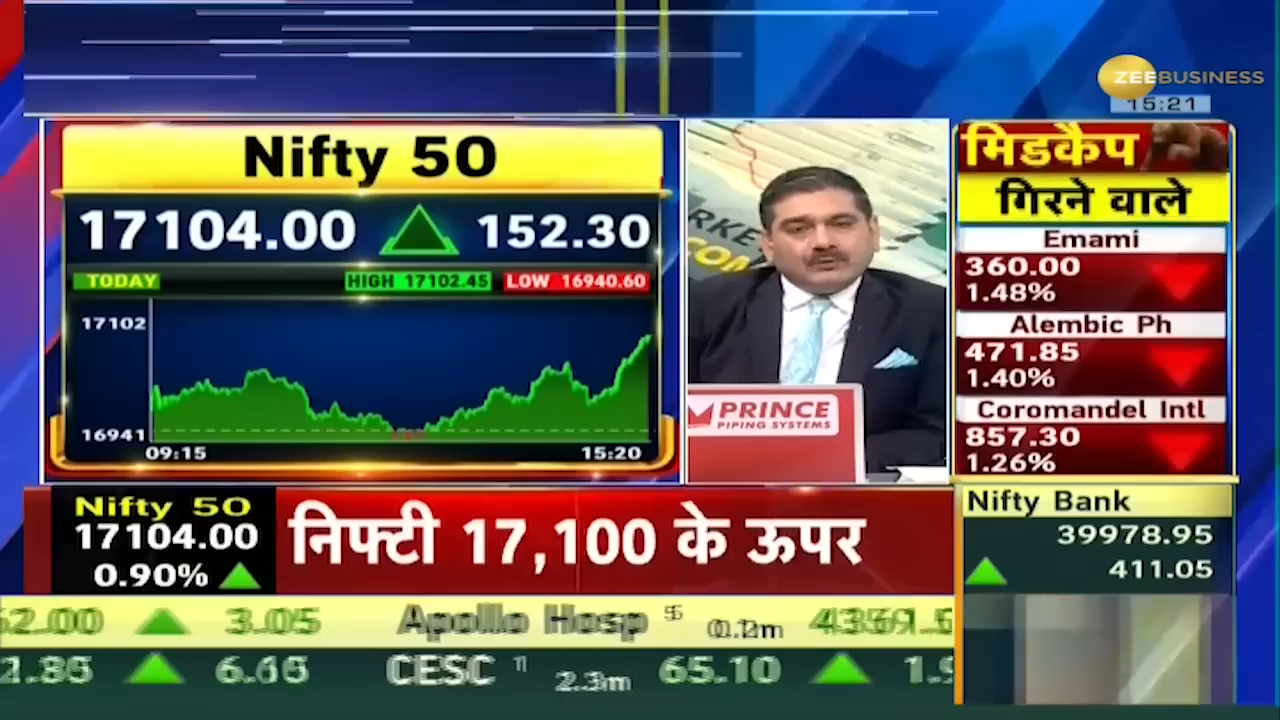 ZEEBUSINESS
15:21
Nifty 50
17104.00 152.30
TODAY HIGH 17102.45 LOW 16940.60
17102
16941
09:15 15:20
PRINCE
PIPING SYSTEMS
मिडकैप
गिरने वाले
Emami
360.00
1.48%
Alembic Ph
471.85
1.40%
Coromandel Intl
857.30
1.26%
Nifty 50
17104.00
0.90%
निफ्टी 17,100 के ऊपर
Nifty Bank
39978.95
411.05
3.05 Apollo Hosp
CESC 11 2.3m 65.10